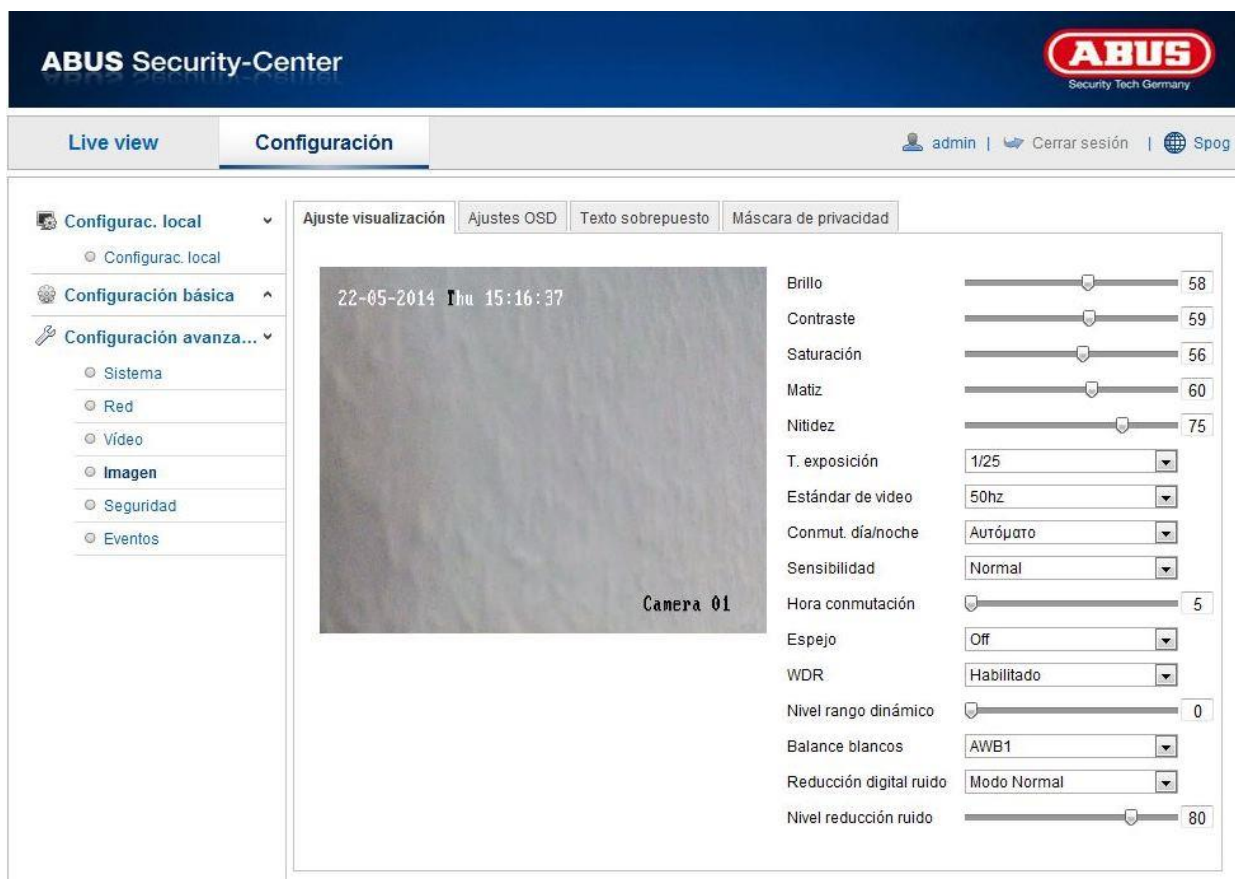 ABUS Security-Center
ABUS
Security Tech Germany
Live view
Configuración
admin | Cerrar sesión | Spog
Configurac. local
Configurac. local
Configuración básica
Configuración avanza...
Sistema
Red
Vídeo
Imagen
Seguridad
Eventos
Ajuste visualización
Ajustes OSD
Texto sobrepuesto
Máscara de privacidad
22-05-2014 Thu 15:16:37
Camera 01
Brillo 58
Contraste 59
Saturación 56
Matiz 60
Nitidez 75
T. exposición 1/25
Estándar de video 50hz
Conmut. día/noche Αυτόματο
Sensibilidad Normal
Hora conmutación 5
Espejo Off
WDR Habilitado
Nivel rango dinámico 0
Balance blancos AWB1
Reducción digital ruido Modo Normal
Nivel reducción ruido 80